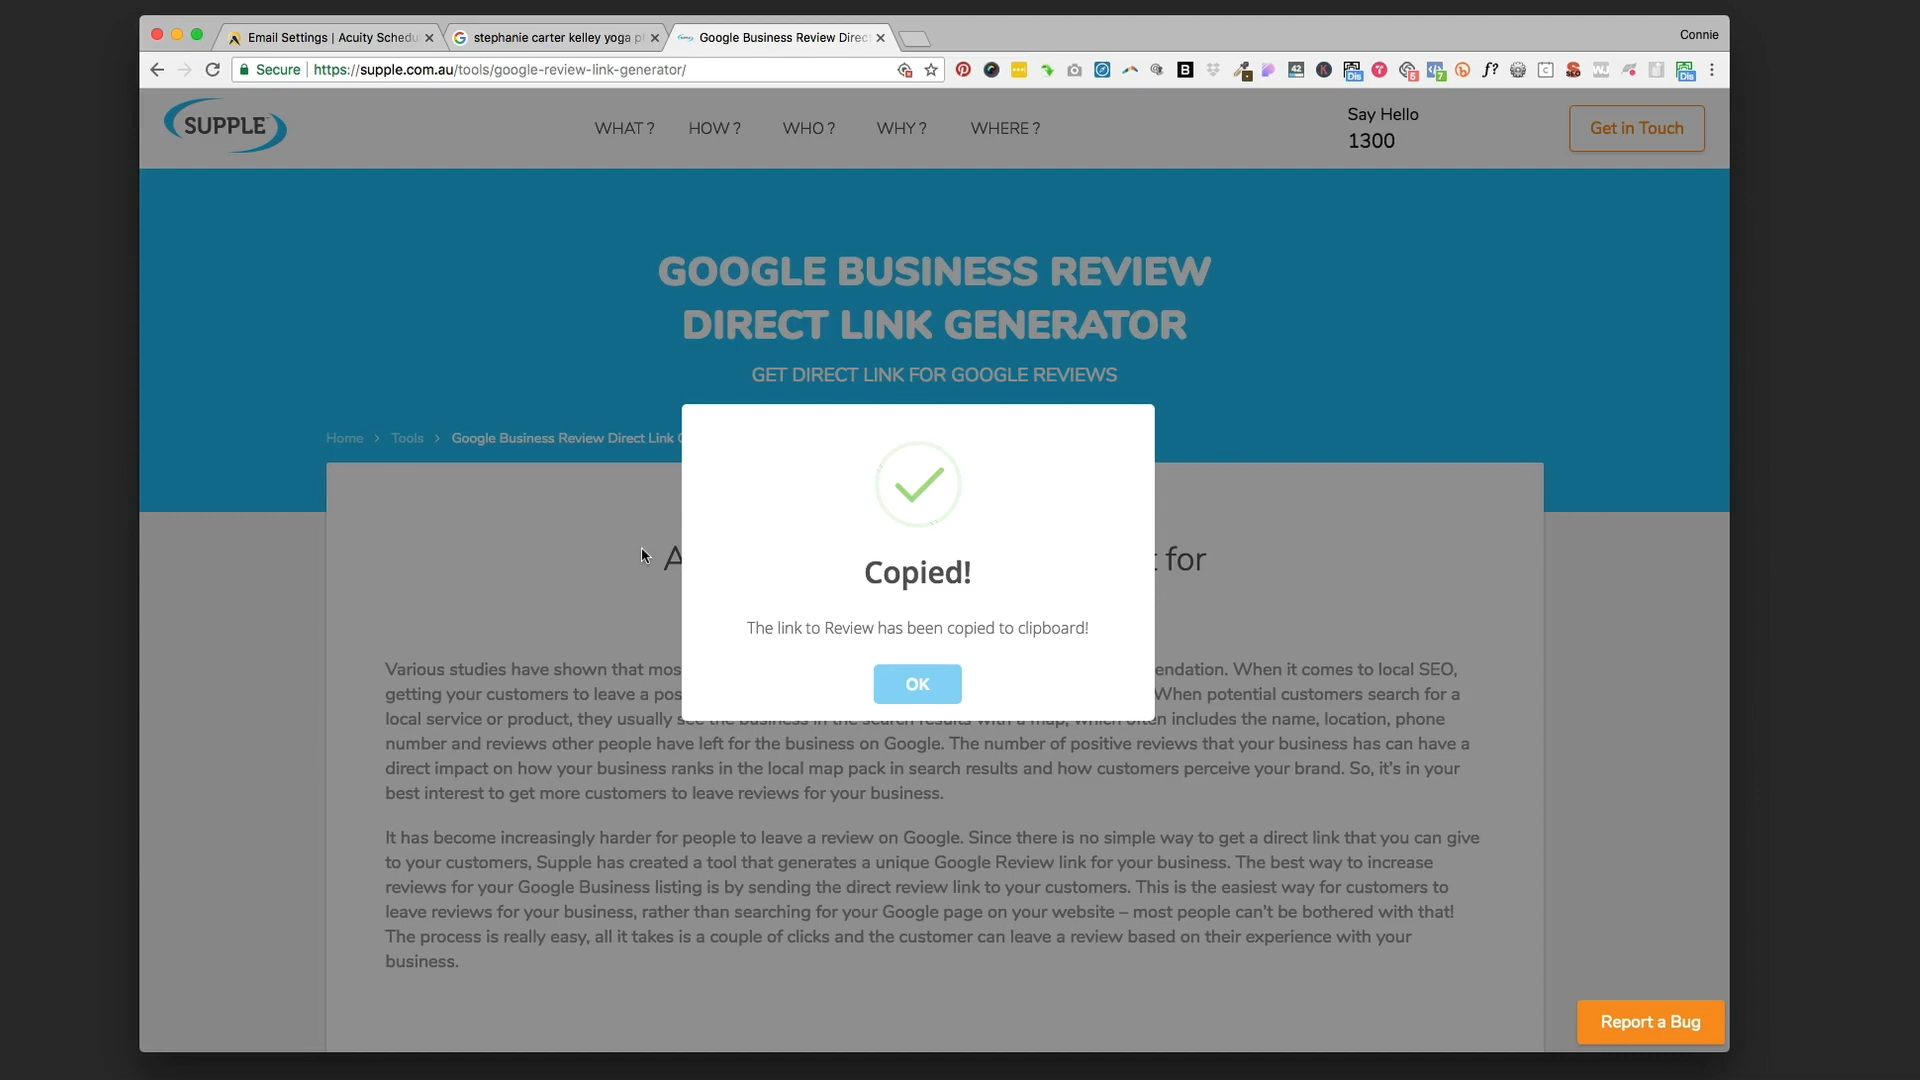 Email Settings | Acuity Schedu
stephanie carter kelley yoga p
Google Business Review Direc
Connie
Secure
https://supple.com.au/tools/google-review-link-generator/
SUPPLE
WHAT ?
HOW ?
WHO ?
WHY ?
WHERE ?
Say Hello
1300
Get in Touch
GOOGLE BUSINESS REVIEW
DIRECT LINK GENERATOR
GET DIRECT LINK FOR GOOGLE REVIEWS
Home > Tools > Google Business Review Direct Link
Copied!
The link to Review has been copied to clipboard!
OK
A
for
Various studies have shown that mos
endation. When it comes to local SEO,
getting your customers to leave a pos
When potential customers search for a
local service or product, they usually see the business in the search results with a map, which often includes the name, location, phone
number and reviews other people have left for the business on Google. The number of positive reviews that your business has can have a
direct impact on how your business ranks in the local map pack in search results and how customers perceive your brand. So, it's in your
best interest to get more customers to leave reviews for your business.
It has become increasingly harder for people to leave a review on Google. Since there is no simple way to get a direct link that you can give
to your customers, Supple has created a tool that generates a unique Google Review link for your business. The best way to increase
reviews for your Google Business listing is by sending the direct review link to your customers. This is the easiest way for customers to
leave reviews for your business, rather than searching for your Google page on your website – most people can't be bothered with that!
The process is really easy, all it takes is a couple of clicks and the customer can leave a review based on their experience with your
business.
Report a Bug